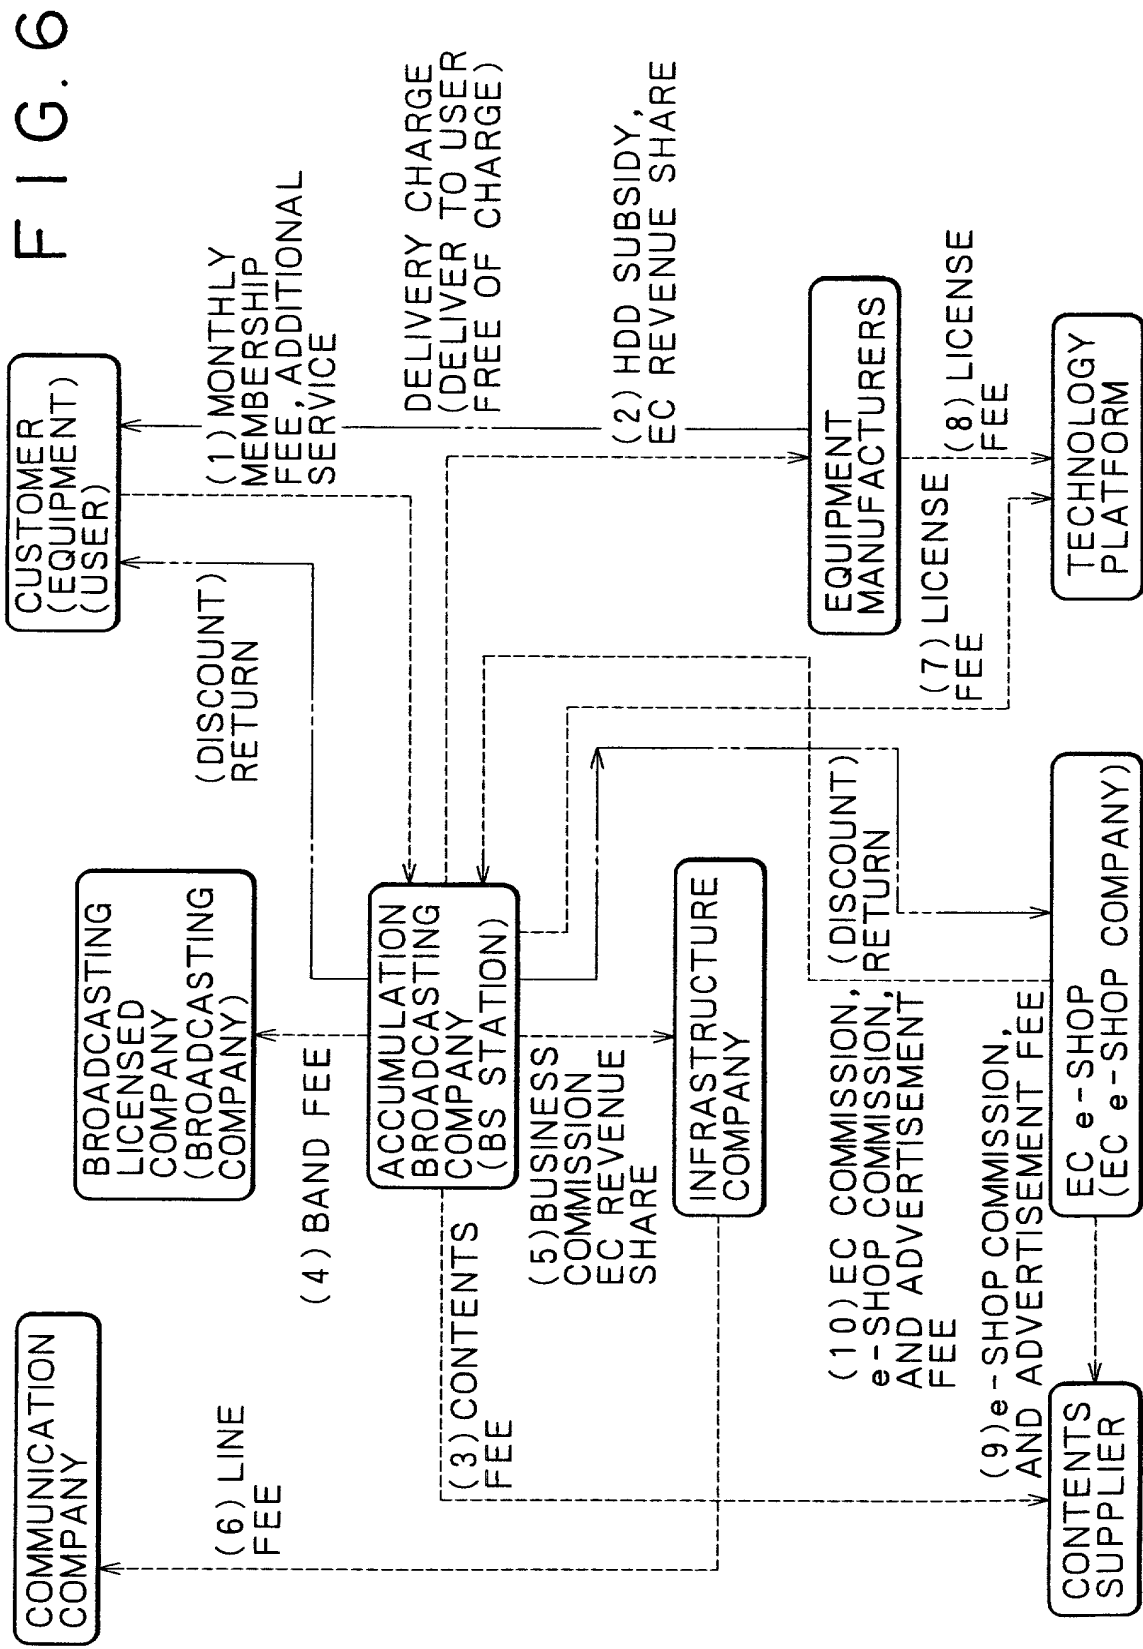 FIG. 6
COMMUNICATION
COMPANY
BROADCASTING
LICENSED
COMPANY
(BROADCASTING
COMPANY)
CUSTOMER
(EQUIPMENT)
(USER)
(6) LINE
FEE
(4) BAND FEE
(DISCOUNT)
RETURN
(1) MONTHLY
MEMBERSHIP
FEE, ADDITIONAL
SERVICE
DELIVERY CHARGE
(DELIVER TO USER
FREE OF CHARGE)
ACCUMULATION
BROADCASTING
COMPANY
(BS STATION)
(3) CONTENTS
FEE
(5) BUSINESS
COMMISSION
EC REVENUE
SHARE
(2) HDD SUBSIDY,
EC REVENUE SHARE
INFRASTRUCTURE
COMPANY
EQUIPMENT
MANUFACTURERS
(10) EC COMMISSION,
e-SHOP COMMISSION,
AND ADVERTISEMENT
FEE
(DISCOUNT)
RETURN
(7) LICENSE
FEE
(8) LICENSE
FEE
(9) e-SHOP COMMISSION,
AND ADVERTISEMENT FEE
CONTENTS
SUPPLIER
EC e-SHOP
(EC e-SHOP COMPANY)
TECHNOLOGY
PLATFORM